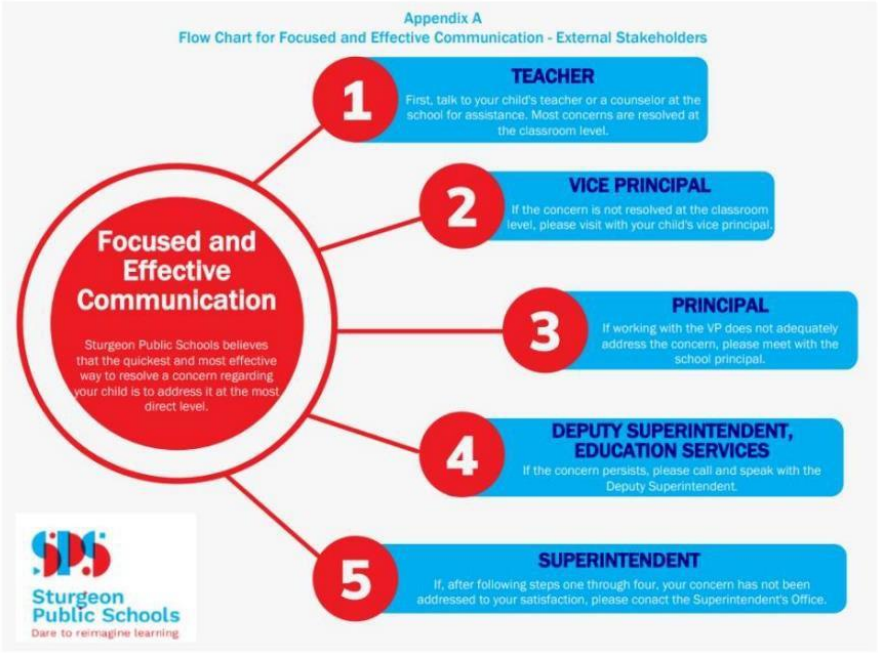 Appendix A
Flow Chart for Focused and Effective Communication - External Stakeholders
1
TEACHER
First, talk to your child's teacher or a counselor at the
school for assistance. Most concerns are resolved at
the classroom level.
2
VICE PRINCIPAL
If the concern is not resolved at the classroom
level, please visit with your child's vice principal.
Focused and
Effective
Communication
Sturgeon Public Schools believes
that the quickest and most effective
way to resolve a concern regarding
your child is to address it at the most
direct level.
3
PRINCIPAL
If working with the VP does not adequately
address the concern, please meet with the
school principal.
4
DEPUTY SUPERINTENDENT,
EDUCATION SERVICES
If the concern persists, please call and speak with the
Deputy Superintendent.
5
SUPERINTENDENT
If, after following steps one through four, your concern has not been
addressed to your satisfaction, please conact the Superintendent's Office.
SPS
Sturgeon
Public Schools
Dare to reimagine learning